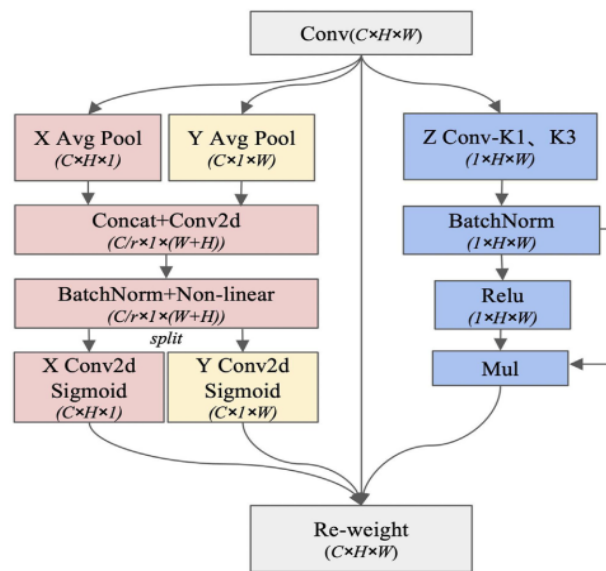 Conv(C×H×W)
X Avg Pool
(C×H×1)
Y Avg Pool
(C×1×W)
Z Conv-K1、K3
(1×H×W)
Concat+Conv2d
(C/r×1×(W+H))
BatchNorm
(1×H×W)
BatchNorm+Non-linear
(C/r×1×(W+H))
Relu
(1×H×W)
split
X Conv2d
Sigmoid
(C×H×1)
Y Conv2d
Sigmoid
(C×1×W)
Mul
Re-weight
(C×H×W)